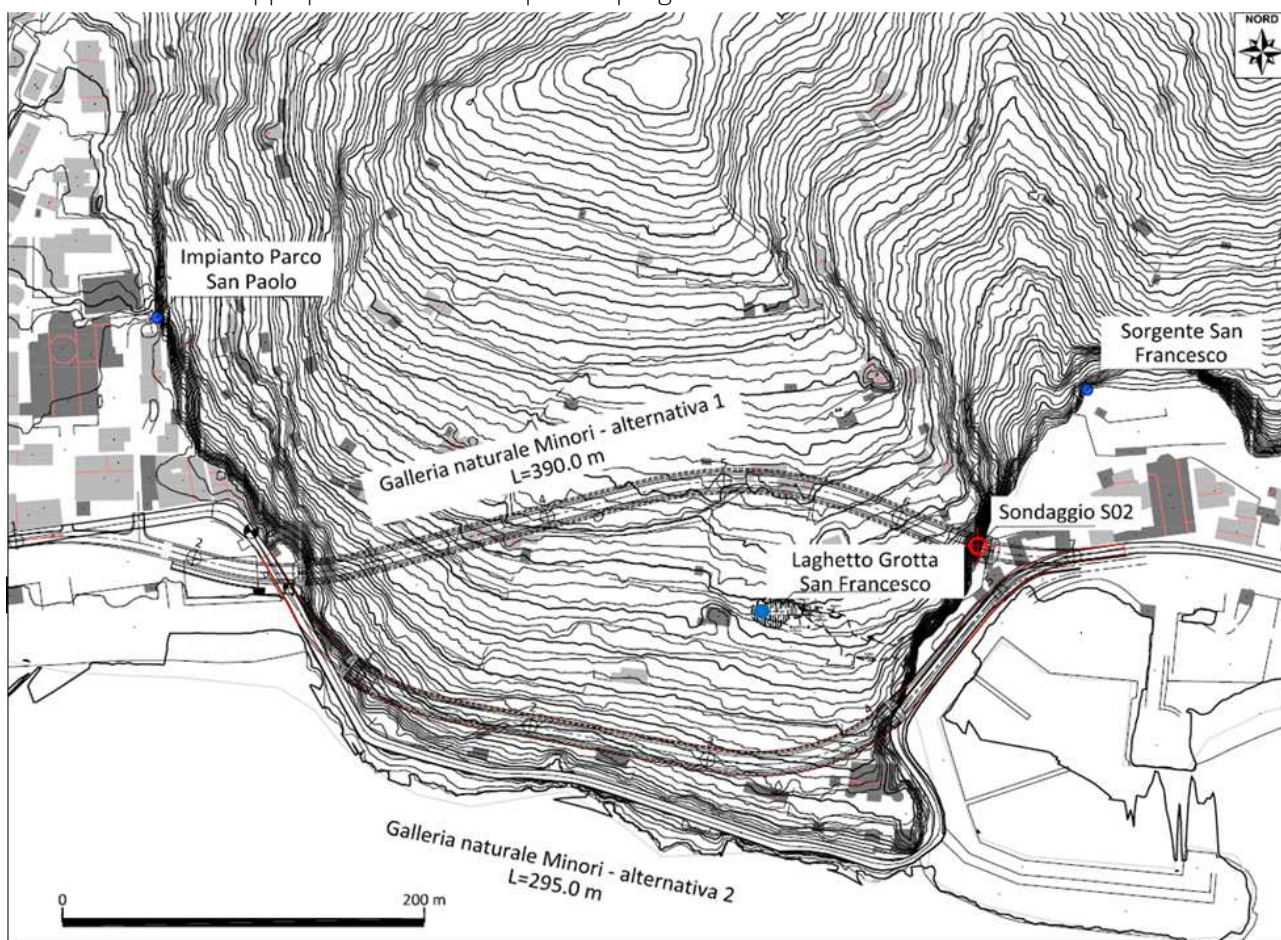 NORD
Impianto Parco
San Paolo
Sorgente San
Francesco
Galleria naturale Minori - alternativa 1
L=390.0 m
Sondaggio S02
Laghetto Grotta
San Francesco
Galleria naturale Minori - alternativa 2
L=295.0 m
0 200 m